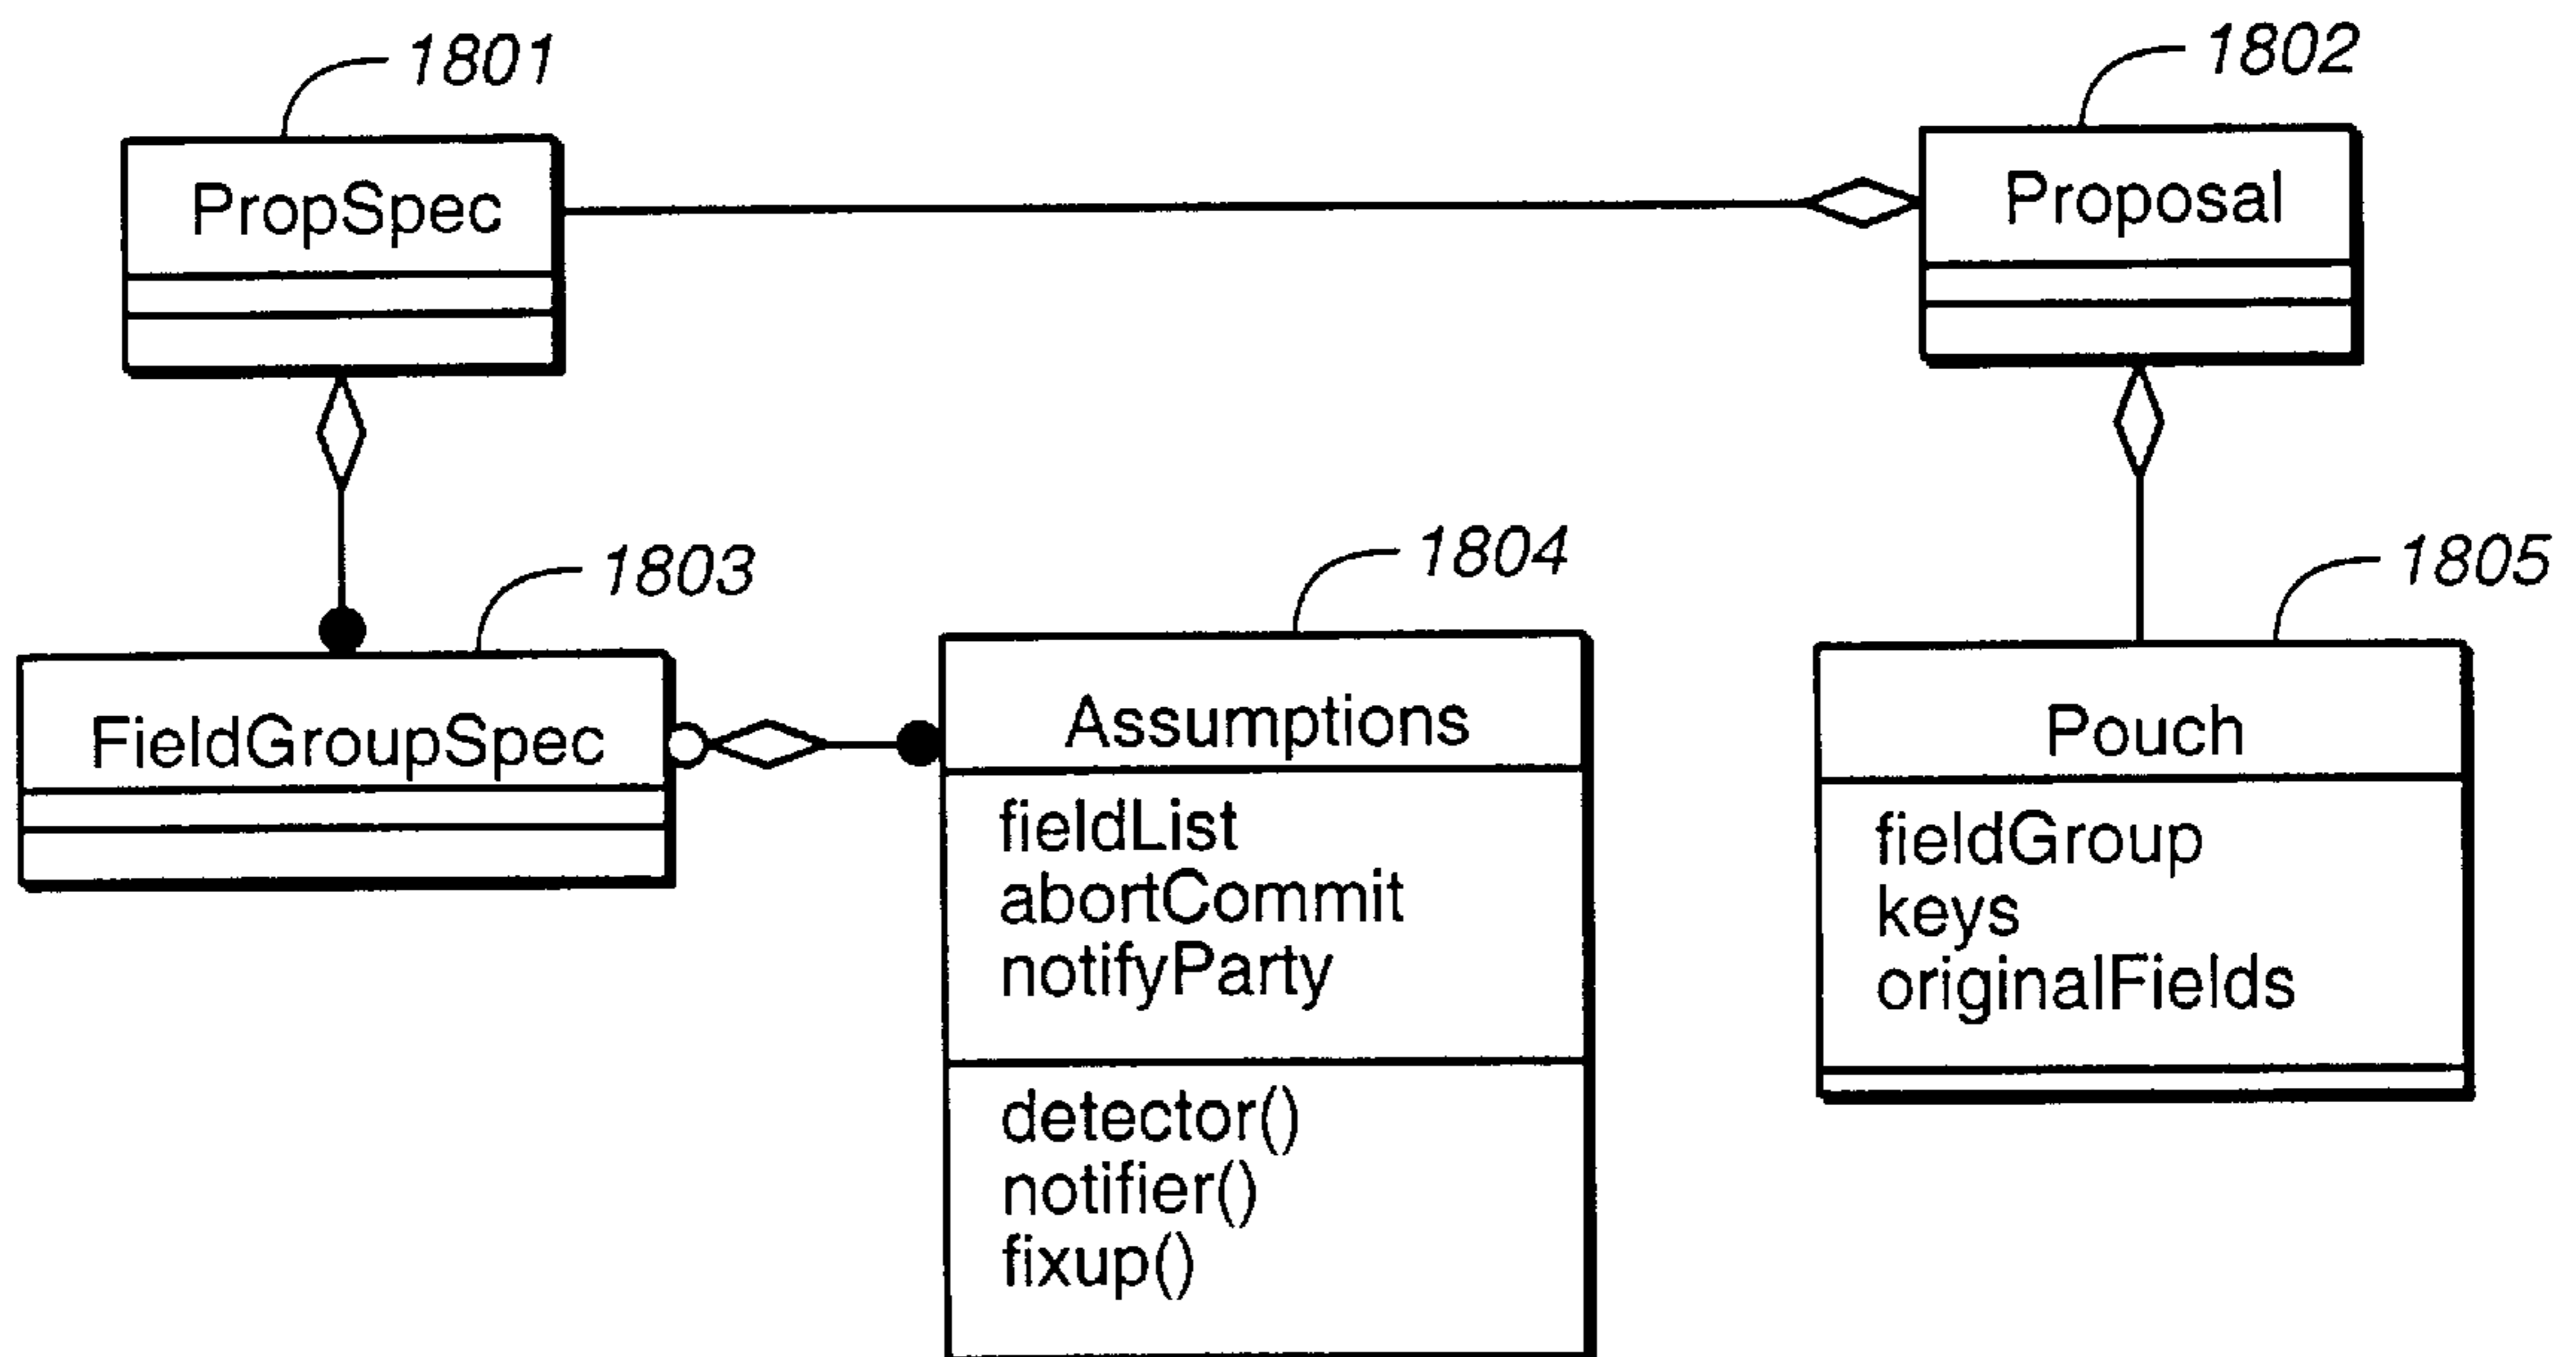 1801
1802
PropSpec
Proposal
1803
1804
1805
FieldGroupSpec
Assumptions
fieldList
abortCommit
notifyParty
detector()
notifier()
fixup()
Pouch
fieldGroup
keys
originalFields